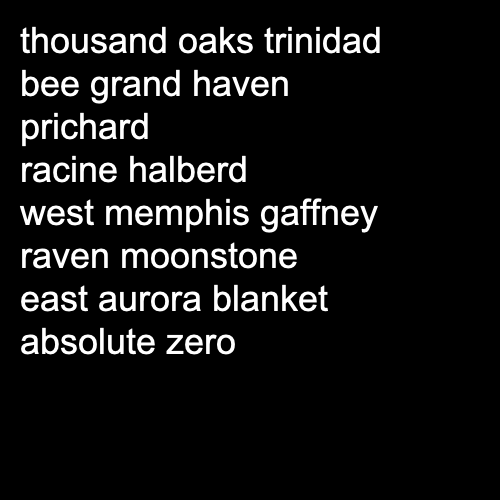 thousand oaks trinidad
bee grand haven
prichard
racine halberd
west memphis gaffney
raven moonstone
east aurora blanket
absolute zero